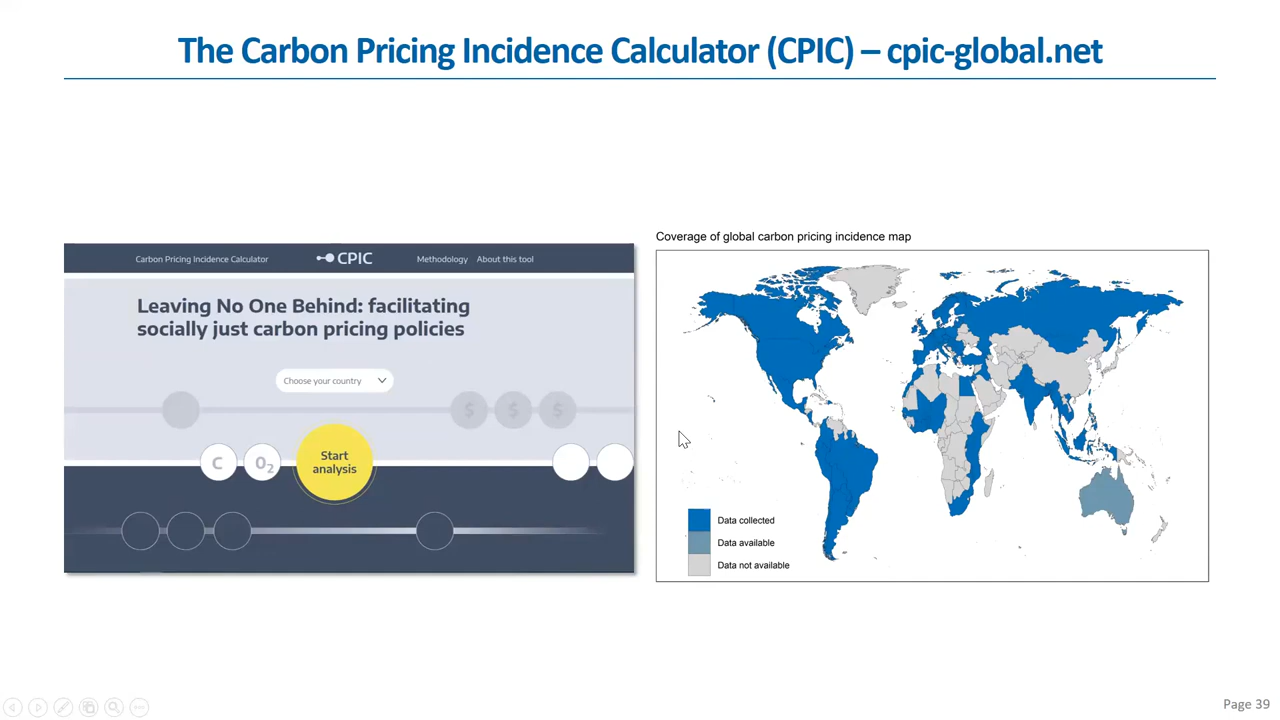 The Carbon Pricing Incidence Calculator (CPIC) – cpic-global.net
Carbon Pricing Incidence Calculator
CPIC
Methodology
About this tool
Leaving No One Behind: facilitating
socially just carbon pricing policies
Choose your country
$ $ $
C O₂
Start
analysis
Coverage of global carbon pricing incidence map
Data collected
Data available
Data not available
Page 39